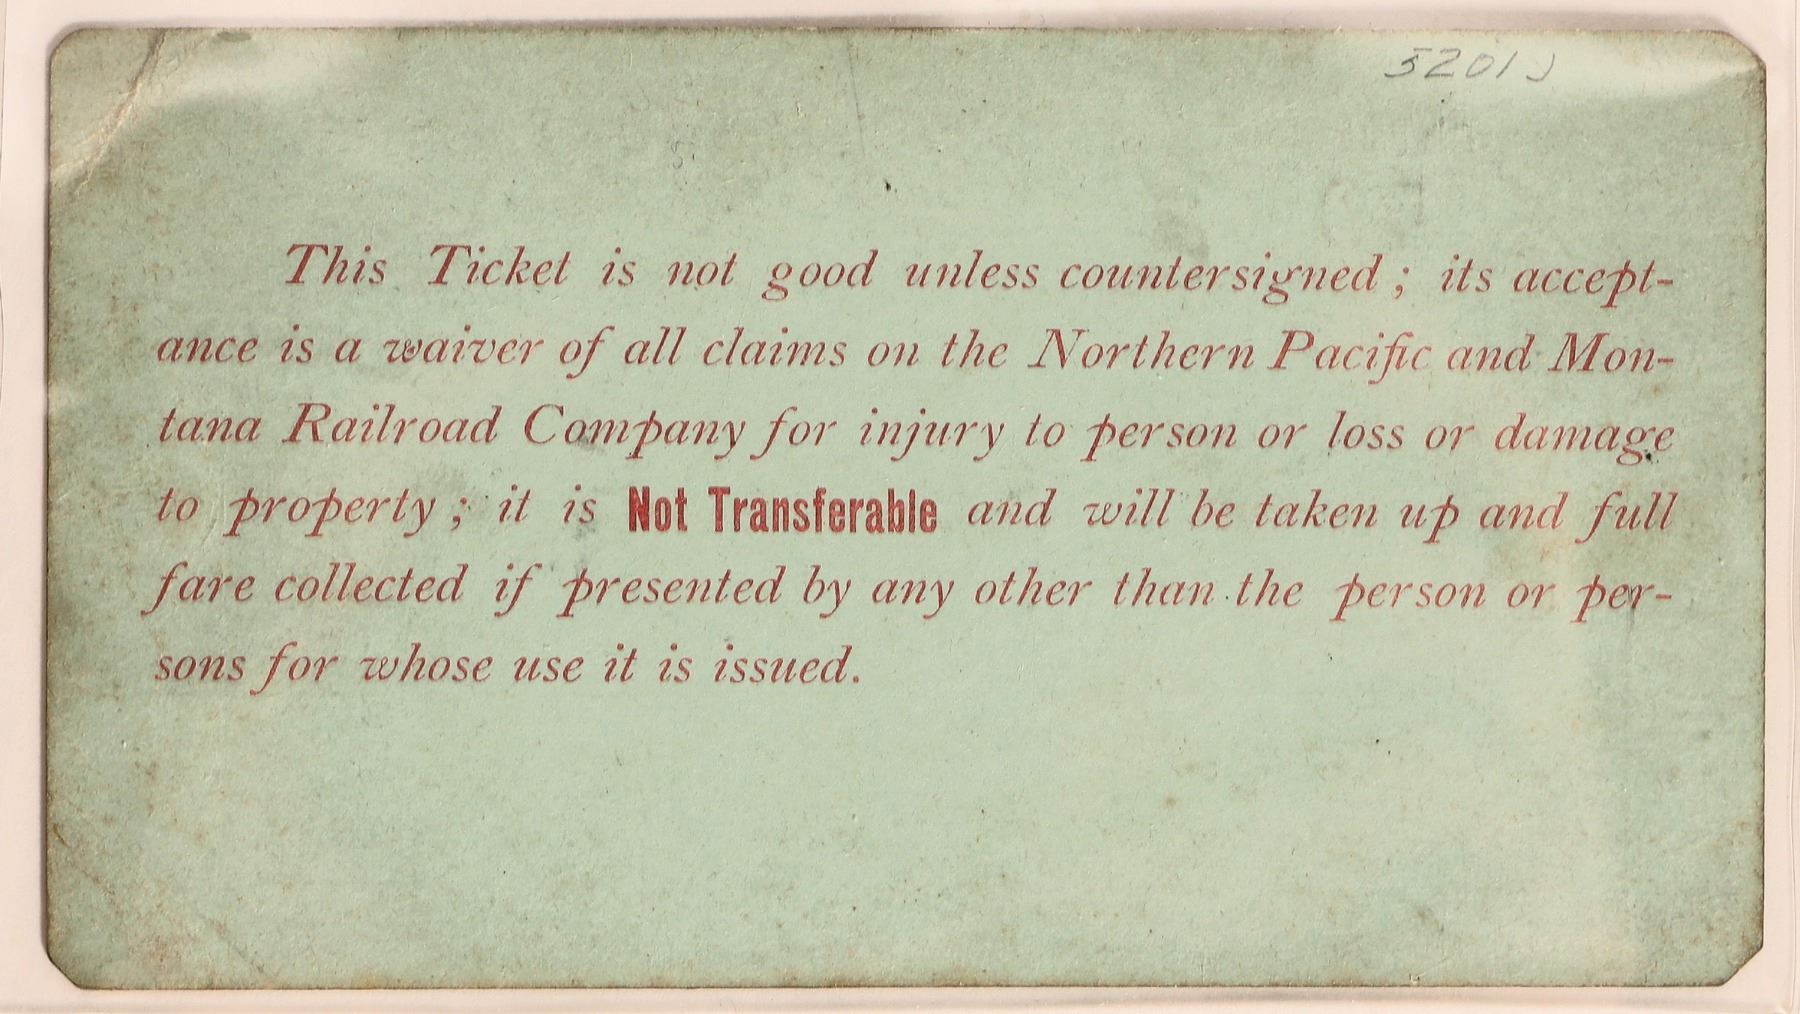 5201J
This Ticket is not good unless countersigned ; its accept-
ance is a waiver of all claims on the Northern Pacific and Mon-
tana Railroad Company for injury to person or loss or damage
to property ; it is Not Transferable and will be taken up and full
fare collected if presented by any other than the person or per-
sons for whose use it is issued.